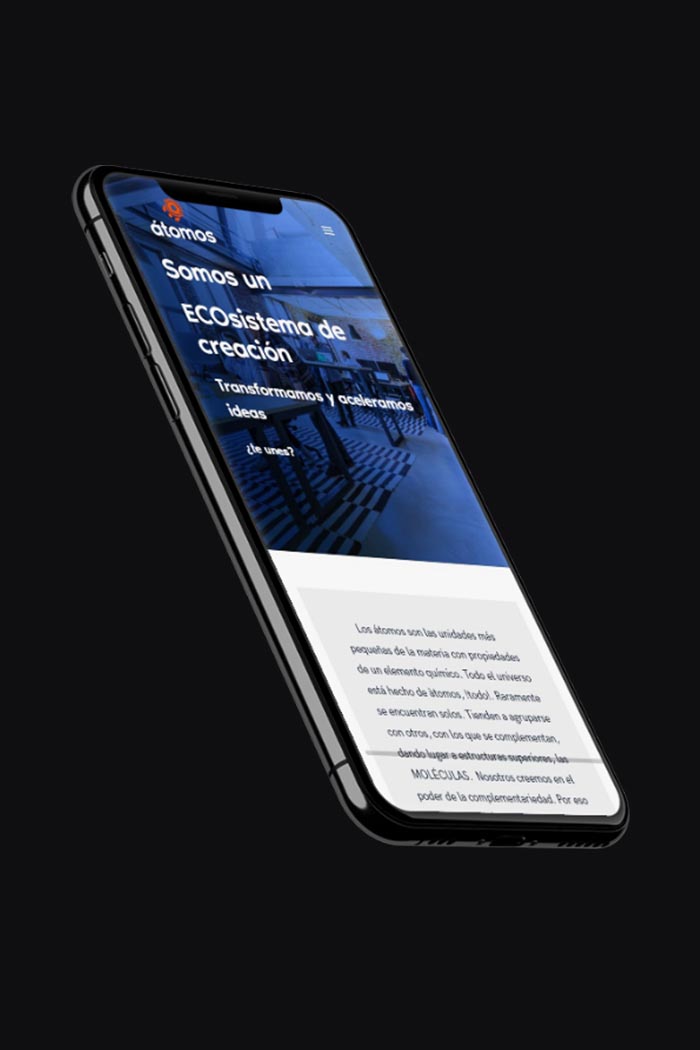 átomos
Somos un
ECOsistema de
creación
Transformamos y aceleramos
ideas
¿te unes?
Los átomos son las unidades más
pequeñas de la materia con propiedades
de un elemento químico. Todo el universo
está hecho de átomos, !todo!. Raramente
se encuentran solos. Tienden a agruparse
con otros, con los que se complementan,
dando lugar a estructuras superiores, las
MOLÉCULAS. Nosotros creemos en el
poder de la complementariedad. Por eso